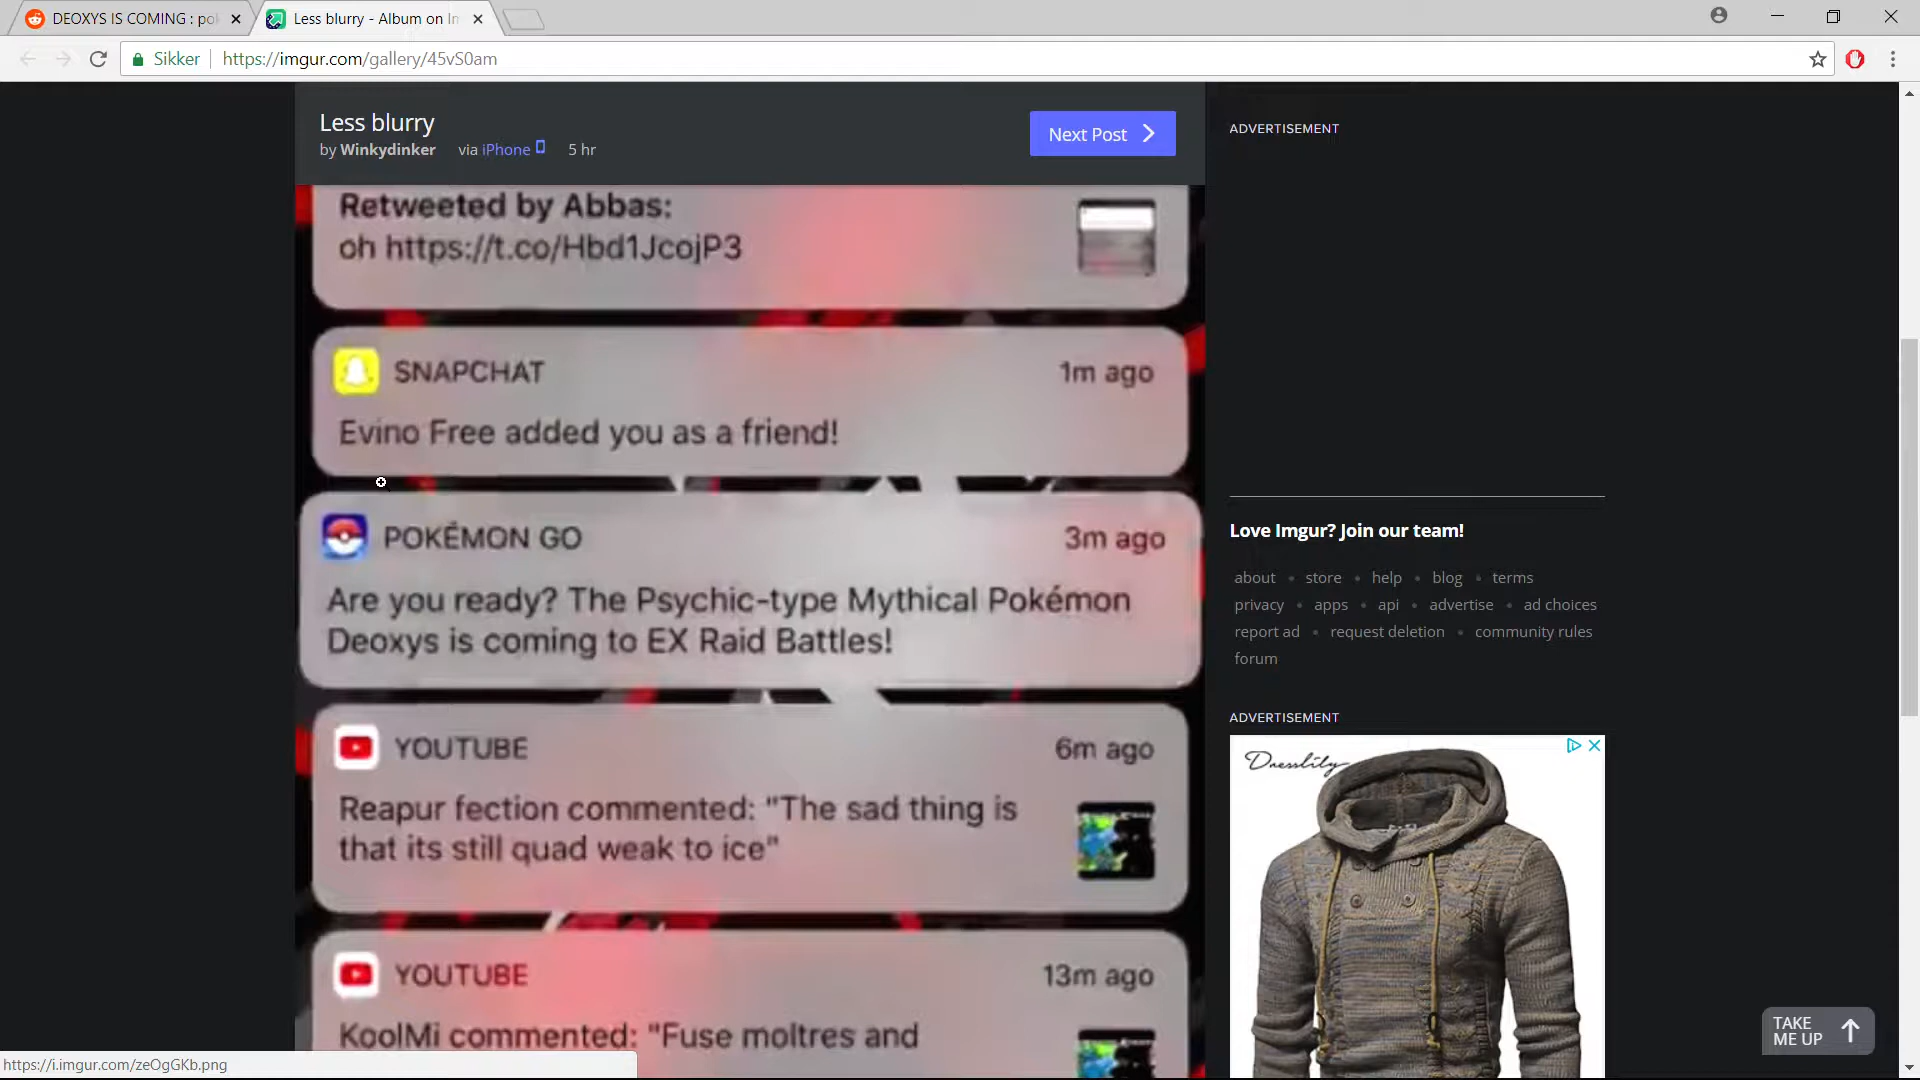 DEOXYS IS COMING : pok
Less blurry - Album on Im
Sikker
https://imgur.com/gallery/45vS0am
Less blurry
by Winkydinker via iPhone 5 hr
Next Post
Retweeted by Abbas:
oh https://t.co/Hbd1JcojP3
SNAPCHAT
1m ago
Evino Free added you as a friend!
POKÉMON GO
3m ago
Are you ready? The Psychic-type Mythical Pokémon
Deoxys is coming to EX Raid Battles!
YOUTUBE
6m ago
Reapur fection commented: "The sad thing is
that its still quad weak to ice"
YOUTUBE
13m ago
KoolMi commented: "Fuse moltres and
ADVERTISEMENT
Love Imgur? Join our team!
about • store • help • blog • terms
privacy • apps • api • advertise • ad choices
report ad • request deletion • community rules
forum
ADVERTISEMENT
Dresslily
TAKE
ME UP
https://i.imgur.com/zeOgGKb.png